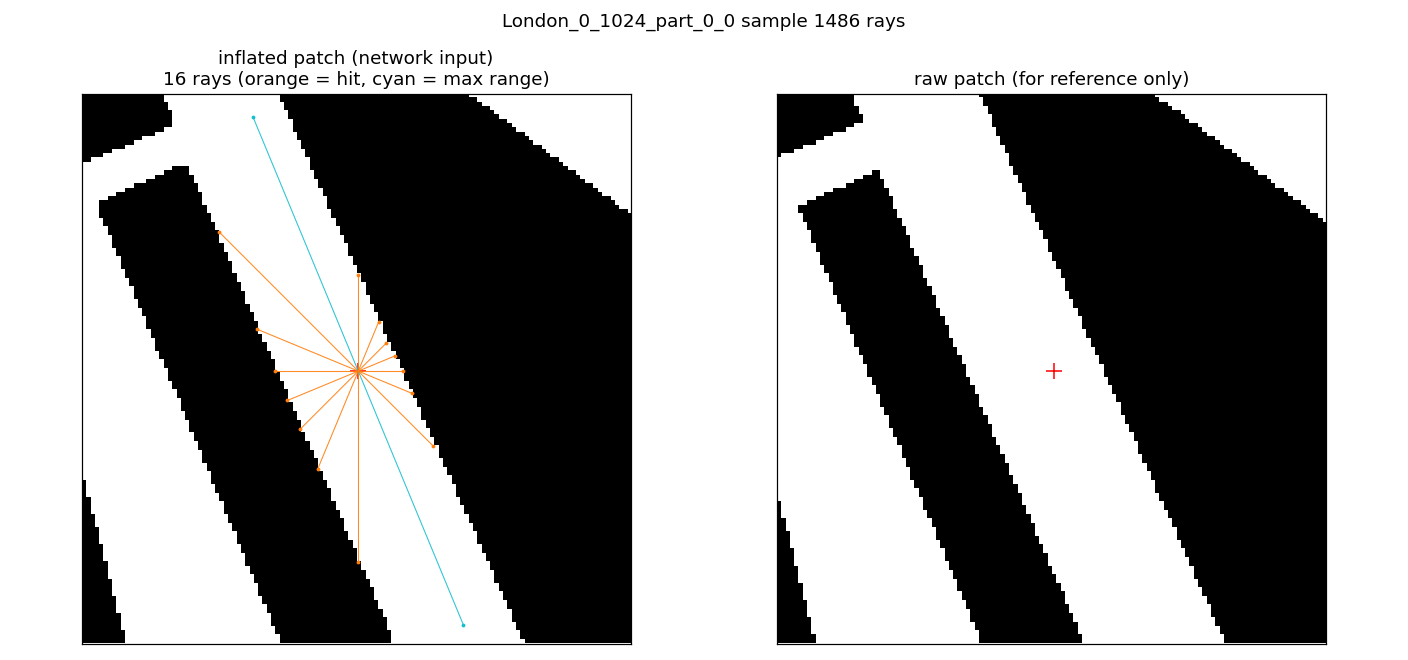 London_0_1024_part_0_0 sample 1486 rays
inflated patch (network input)
16 rays (orange = hit, cyan = max range)
raw patch (for reference only)